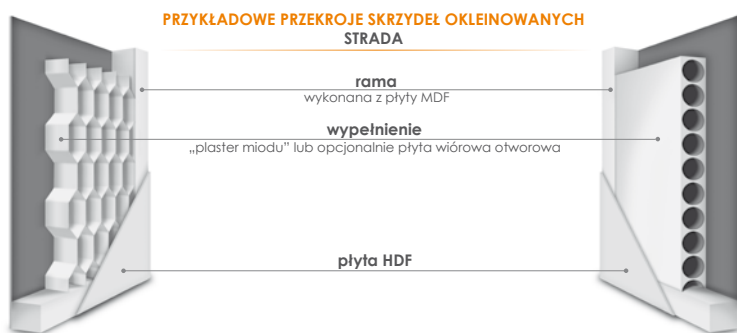 PRZYKŁADOWE PRZEKROJE SKRZYDEŁ OKLEINOWANYCH
STRADA
rama
wykonana z płyty MDF
wypełnienie
„plaster miodu” lub opcjonalnie płyta wiórowa otworowa
płyta HDF